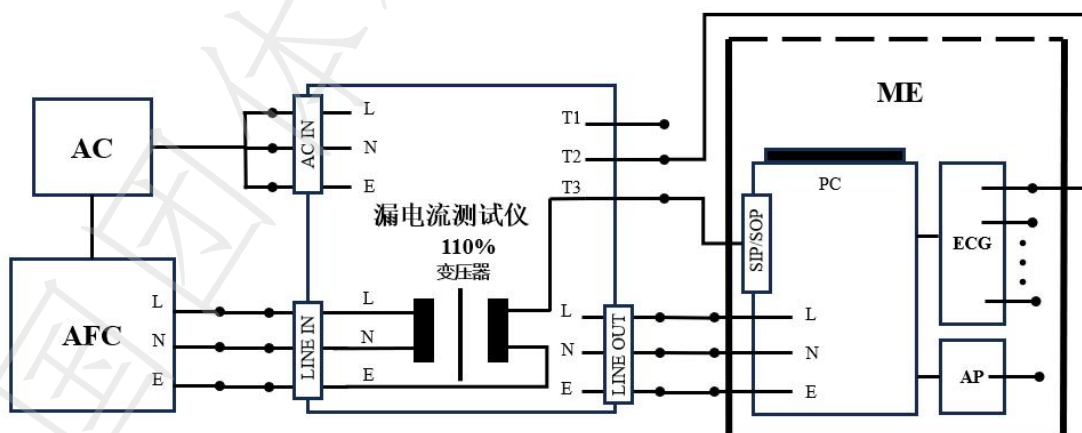 AC
AFC
L
N
E
AC IN
L
N
E
漏电流测试仪
110%
变压器
LINE IN
L
N
E
T1
T2
T3
L
N
E
LINE OUT
ME
PC
SIP/SOP
L
N
E
ECG
AP